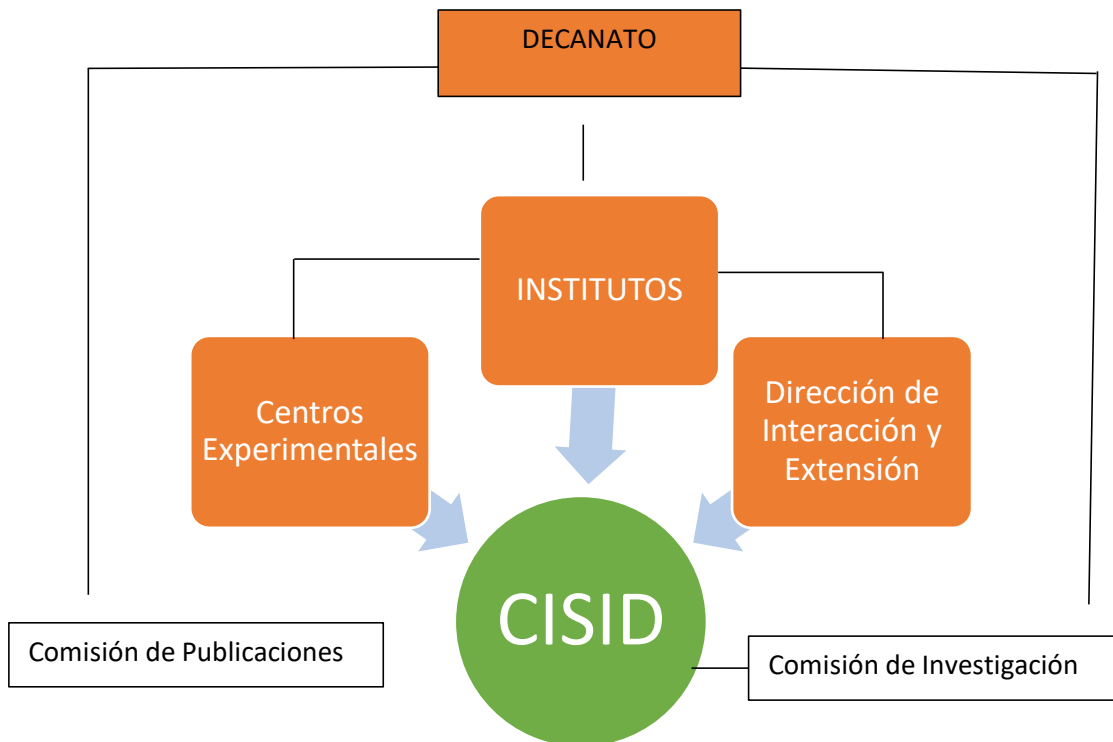 DECANATO
INSTITUTOS
Centros
Experimentales
Dirección de
Interacción y
Extensión
CISID
Comisión de Publicaciones
Comisión de Investigación